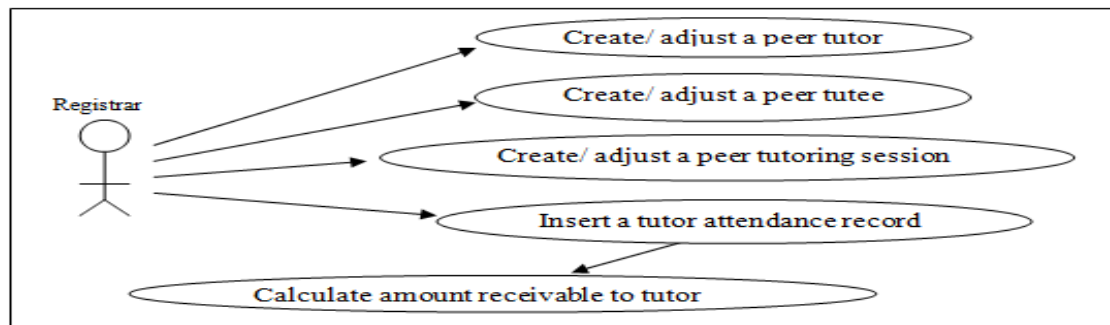 Create/ adjust a peer tutor
Create/ adjust a peer tutee
Registrar
Create/ adjust a peer tutoring session
Insert a tutor attendance record
Calculate amount receivable to tutor